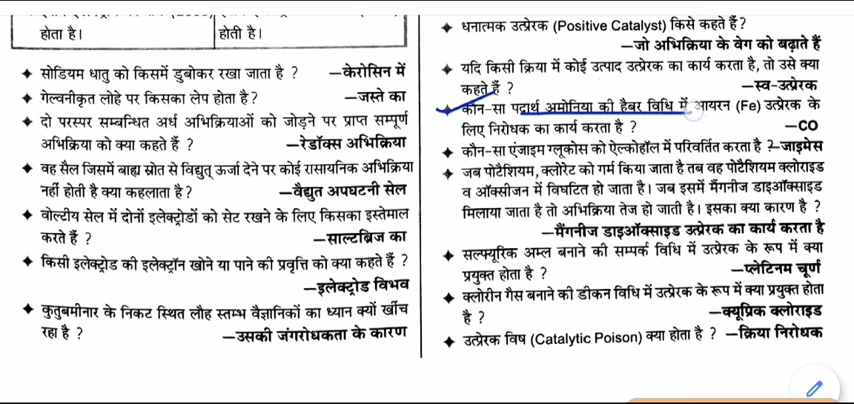 होता है।
होती है।
सोडियम धातु को किसमें डुबोकर रखा जाता है ? —केरोसिन में
गेल्वनीकृत लोहे पर किसका लेप होता है? —जस्ते का
दो परस्पर सम्बन्धित अर्ध अभिक्रियाओं को जोड़ने पर प्राप्त सम्पूर्ण
अभिक्रिया को क्या कहते हैं ? —रेडॉक्स अभिक्रिया
वह सैल जिसमें बाह्य स्रोत से विद्युत् ऊर्जा देने पर कोई रासायनिक अभिक्रिया
नहीं होती है क्या कहलाता है? —वैद्युत अपघटनी सेल
वोल्टीय सेल में दोनों इलेक्ट्रोडों को सेट रखने के लिए किसका इस्तेमाल
करते हैं ? —साल्टब्रिज का
किसी इलेक्ट्रोड की इलेक्ट्रॉन खोने या पाने की प्रवृत्ति को क्या कहते हैं ?
—इलेक्ट्रोड विभव
कुतुबमीनार के निकट स्थित लौह स्तम्भ वैज्ञानिकों का ध्यान क्यों खींच
रहा है ? —उसकी जंगरोधकता के कारण
धनात्मक उत्प्रेरक (Positive Catalyst) किसे कहते हैं?
—जो अभिक्रिया के वेग को बढ़ाते हैं
यदि किसी क्रिया में कोई उत्पाद उत्प्रेरक का कार्य करता है, तो उसे क्या
कहते हैं ? —स्व-उत्प्रेरक
कौन-सा पदार्थ अमोनिया की हैबर विधि में आयरन (Fe) उत्प्रेरक के
लिए निरोधक का कार्य करता है ? —CO
कौन-सा एंजाइम ग्लूकोस को ऐल्कोहॉल में परिवर्तित करता है ?—जाइमेस
जब पोटैशियम क्लोरेट को गर्म किया जाता है तब वह पोटैशियम क्लोराइड
व ऑक्सीजन में विघटित हो जाता है। जब इसमें मैंगनीज डाइऑक्साइड
मिलाया जाता है तो अभिक्रिया तेज हो जाती है। इसका क्या कारण है ?
—मैंगनीज डाइऑक्साइड उत्प्रेरक का कार्य करता है
सल्फ्यूरिक अम्ल बनाने की सम्पर्क विधि में उत्प्रेरक के रूप में क्या
प्रयुक्त होता है ? —प्लेटिनम चूर्ण
क्लोरीन गैस बनाने की डीकन विधि में उत्प्रेरक के रूप में क्या प्रयुक्त होता
है ? —क्यूप्रिक क्लोराइड
उत्प्रेरक विष (Catalytic Poison) क्या होता है ? —क्रिया निरोधक